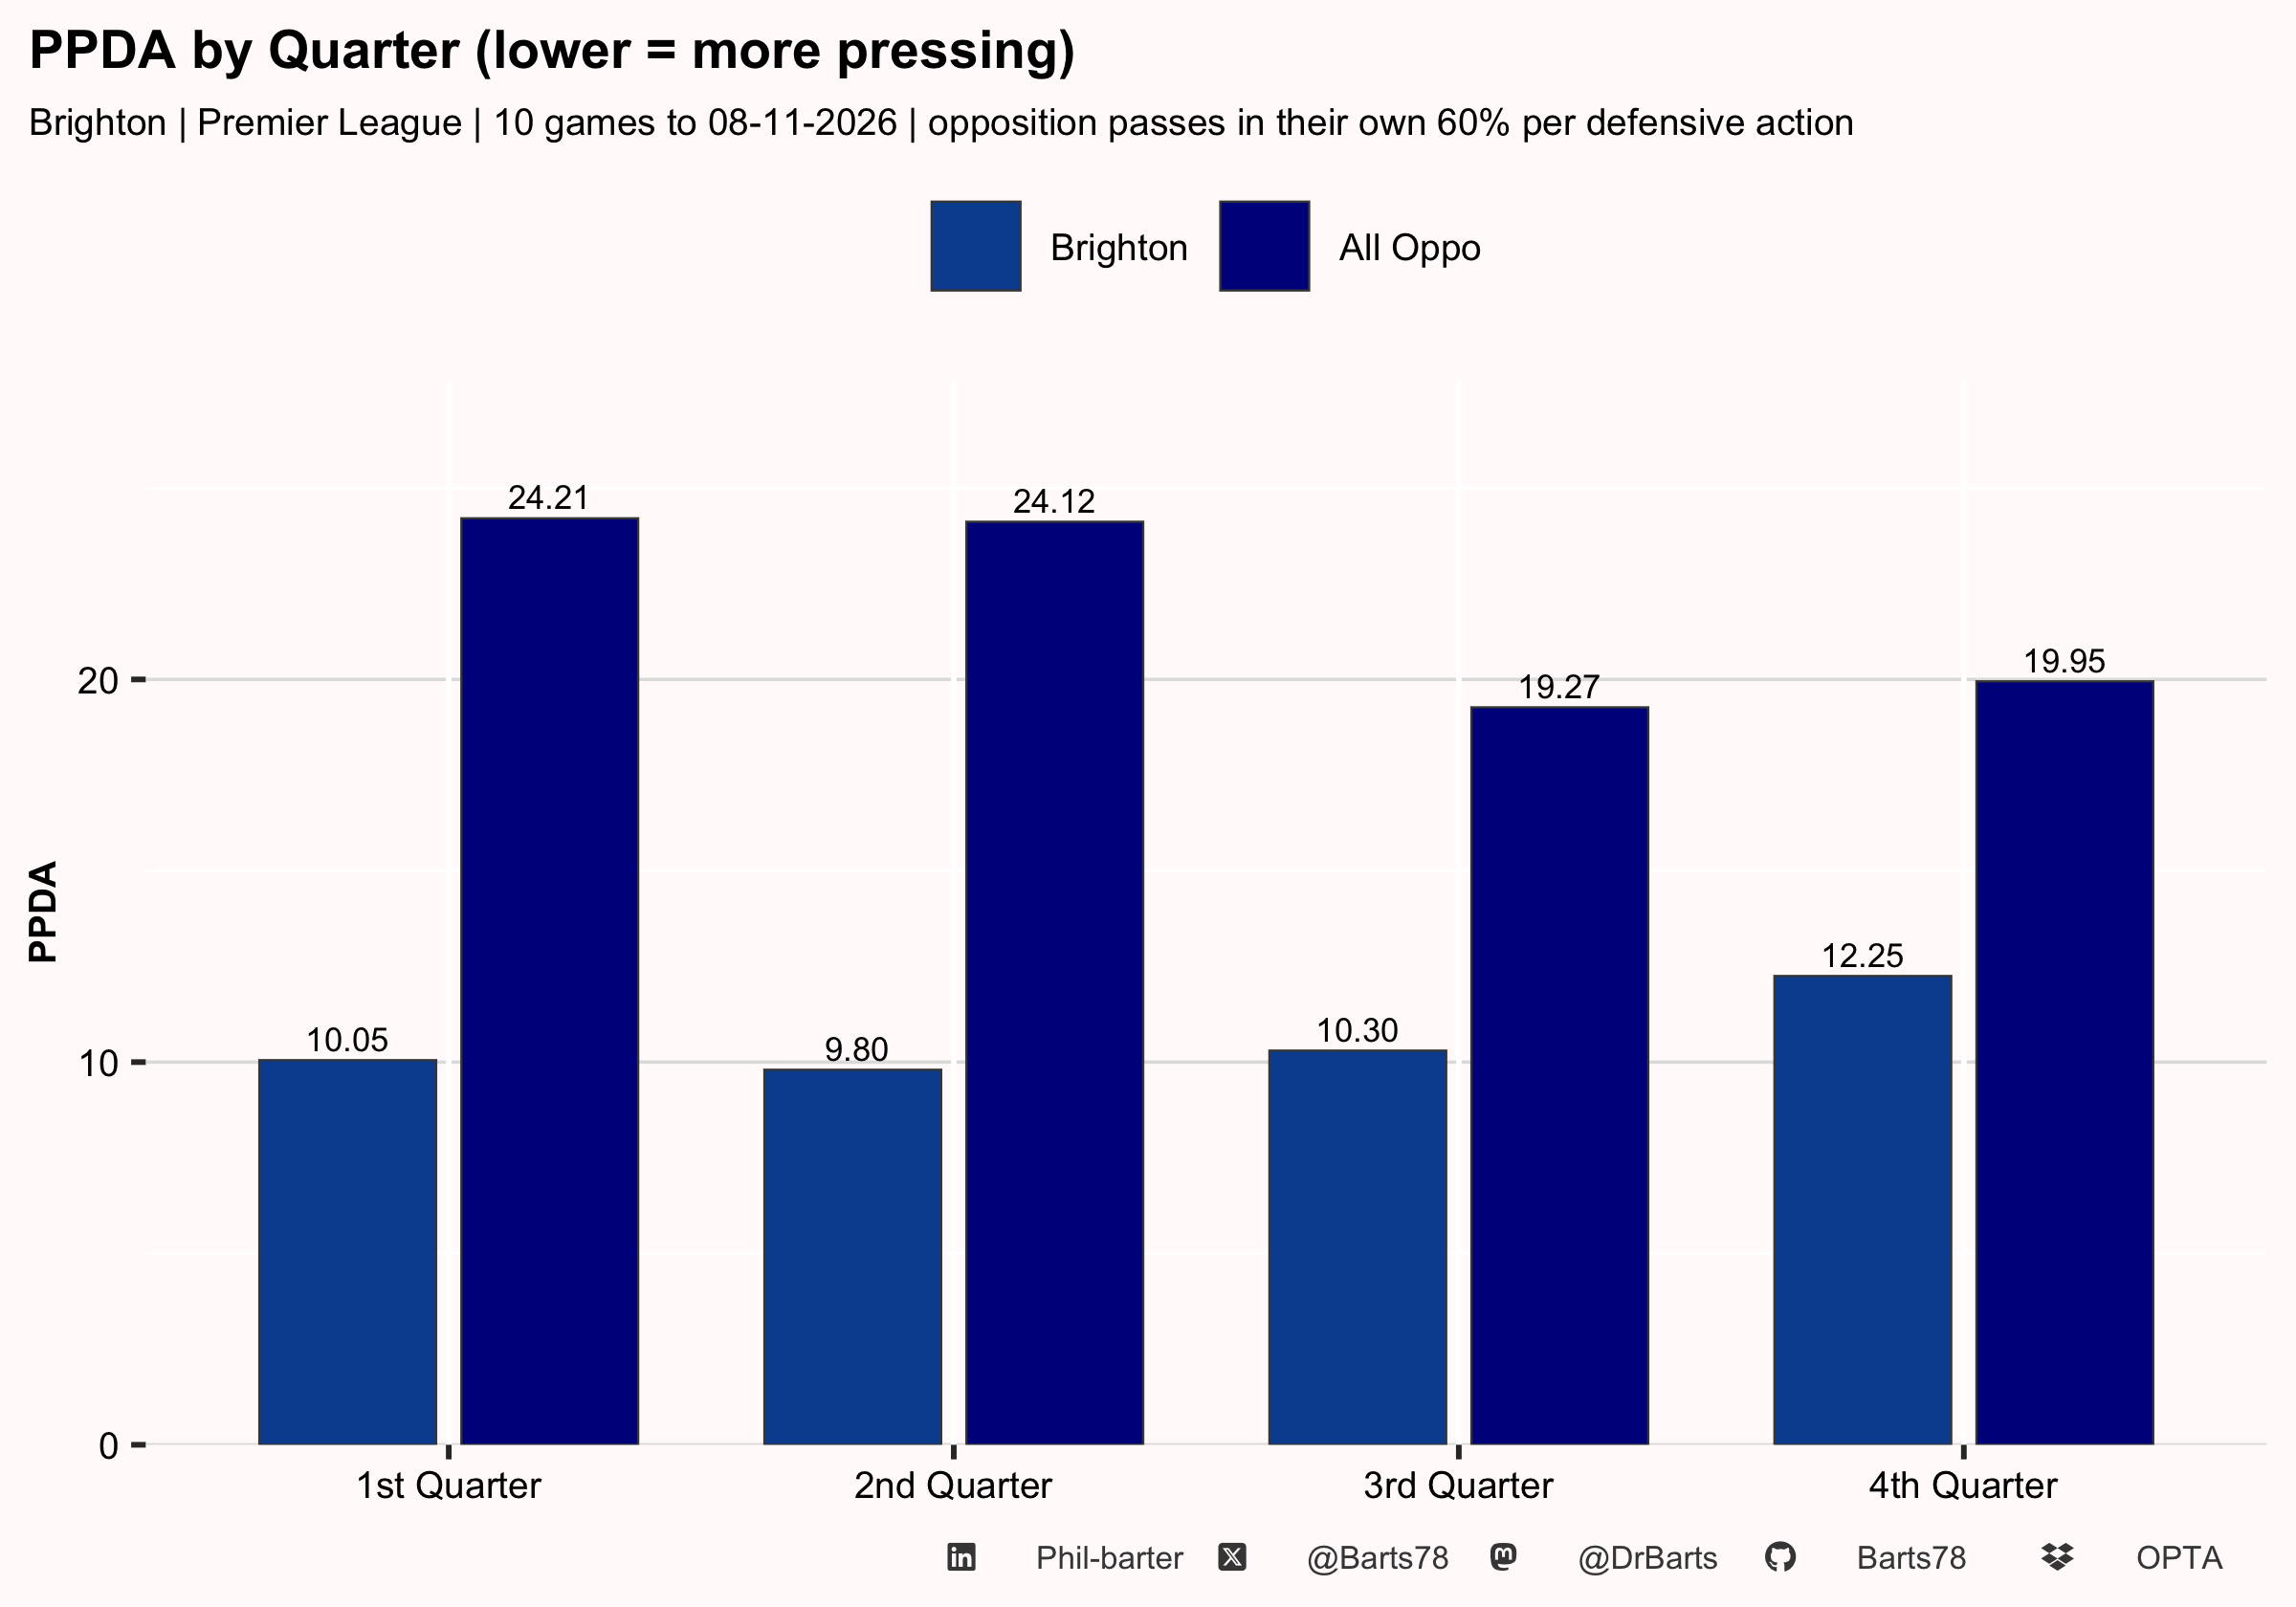 PPDA by Quarter (lower = more pressing)
Brighton | Premier League | 10 games to 08-11-2026 | opposition passes in their own 60% per defensive action
Brighton All Oppo
24.21 24.12
19.27 19.95
10.05 9.80 10.30 12.25
20
10
0
PPDA
1st Quarter 2nd Quarter 3rd Quarter 4th Quarter
Phil-barter @Barts78 @DrBarts Barts78 OPTA